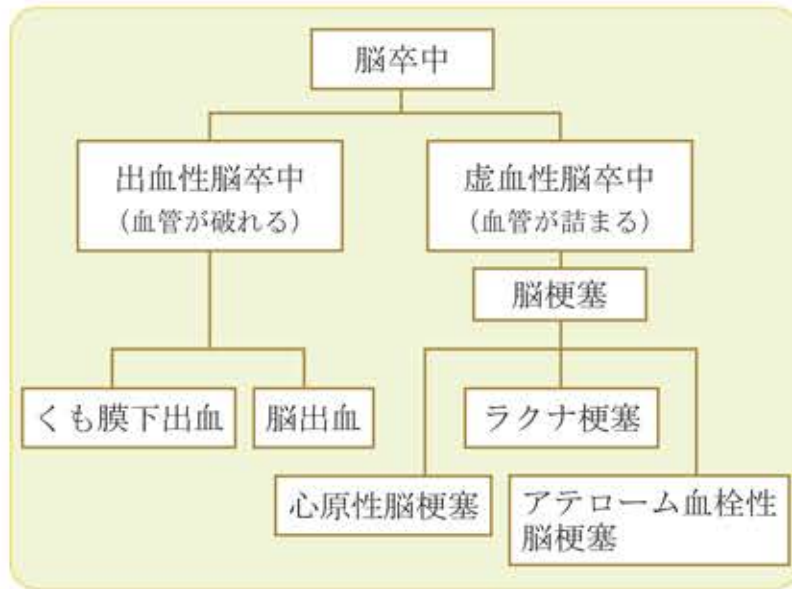 脳卒中
出血性脳卒中
（血管が破れる）
虚血性脳卒中
（血管が詰まる）
脳梗塞
くも膜下出血
脳出血
ラクナ梗塞
心原性脳梗塞
アテローム血栓性
脳梗塞